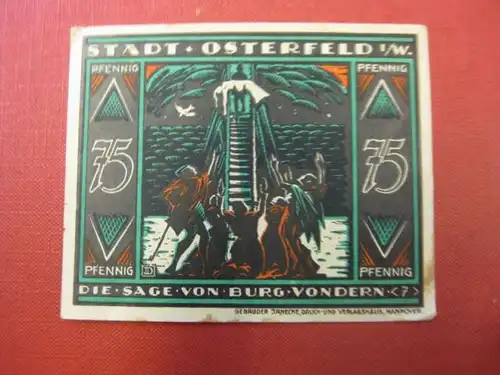 STADT · OSTERFELD I/W.
PFENNIG PFENNIG
75 75
PFENNIG PFENNIG
DIE · SAGE · VON · BURG · VONDERN · <7>
GEBRÜDER JÄNECKE, DRUCK- UND VERLAGSHAUS, HANNOVER.